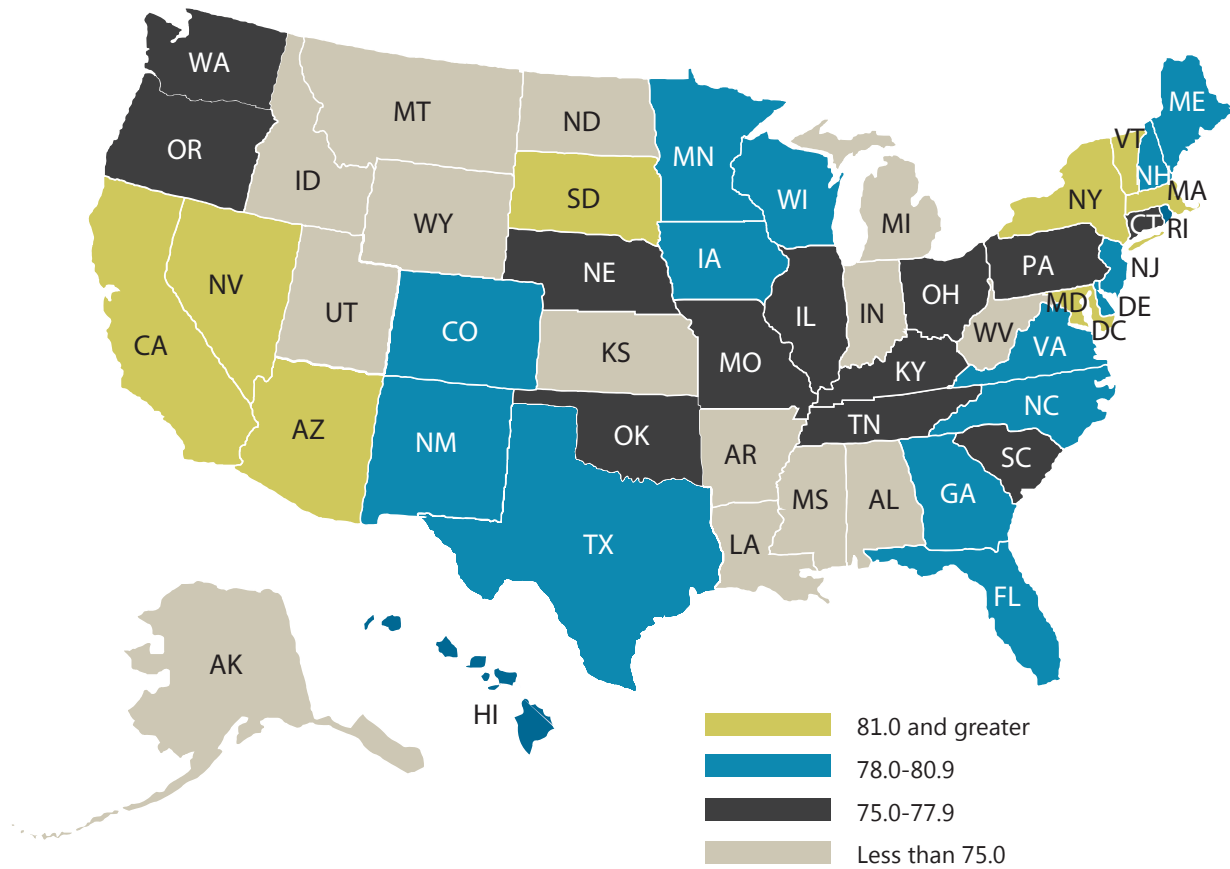 WA
MT
ND
MN
ME
VT
NH
OR
ID
SD
WI
NY
MA
WY
MI
CT
RI
NE
IA
PA
NJ
NV
UT
CO
IL
IN
OH
MD
DE
DC
CA
KS
MO
WV
VA
KY
AZ
NM
OK
TN
NC
AR
SC
MS
AL
GA
TX
LA
FL
AK
HI
81.0 and greater
78.0-80.9
75.0-77.9
Less than 75.0